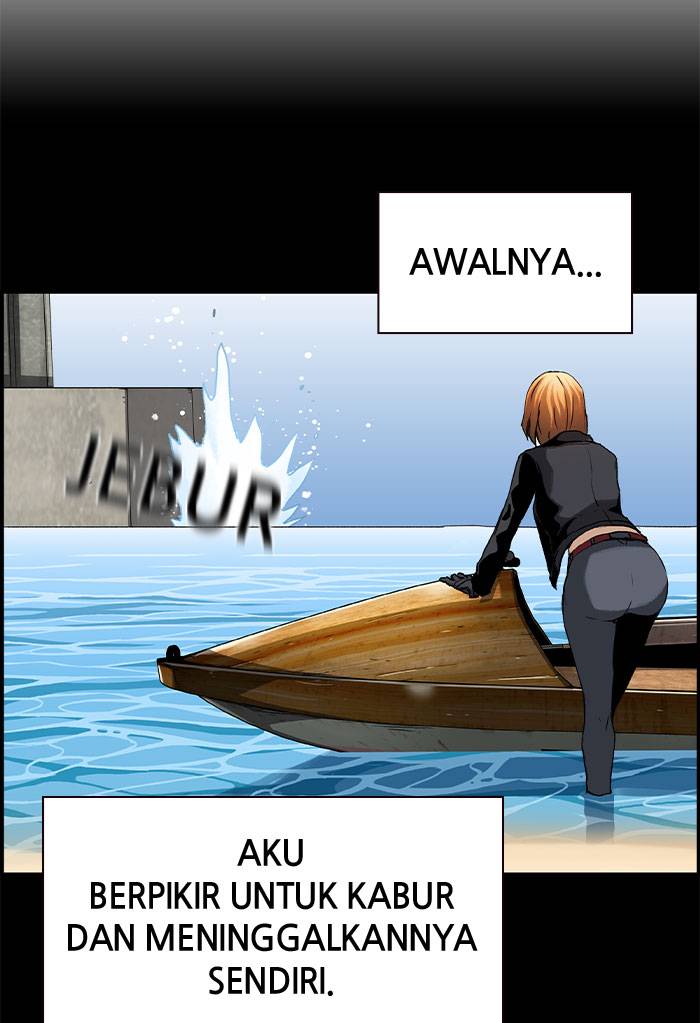 AWALNYA...
JEBUR
AKU
BERPIKIR UNTUK KABUR
DAN MENINGGALKANNYA
SENDIRI.